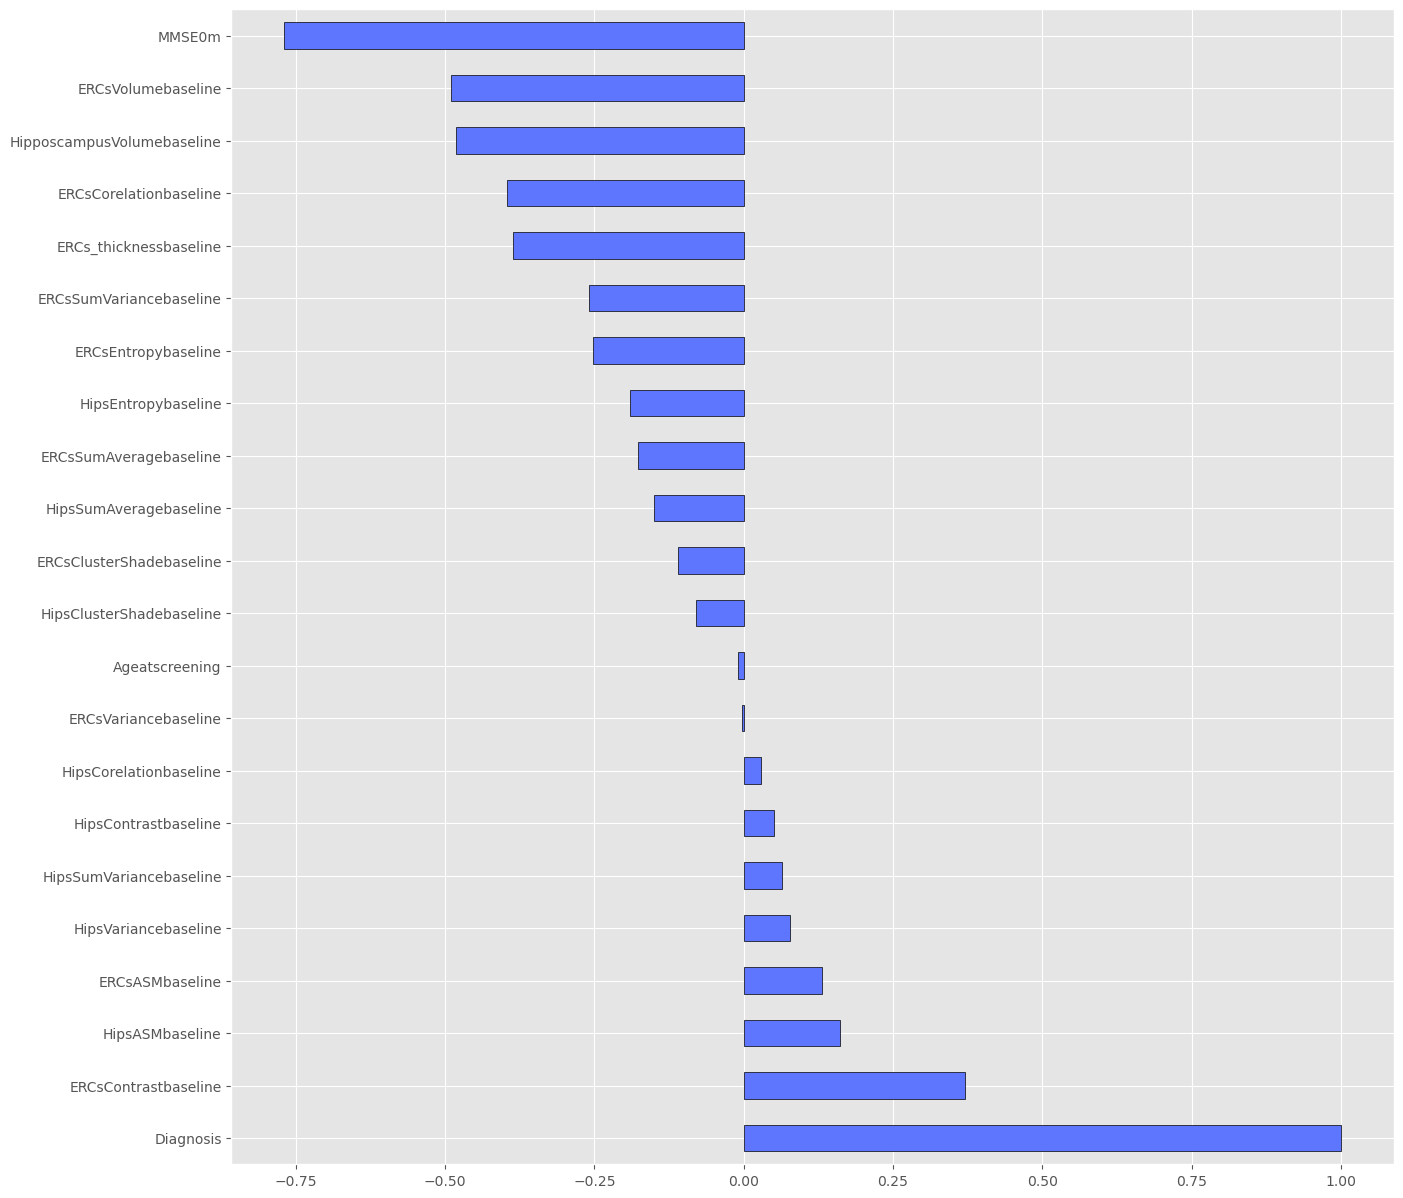 MMSE0m
ERCsVolumebaseline
HipposcampusVolumebaseline
ERCsCorelationbaseline
ERCs_thicknessbaseline
ERCsSumVariancebaseline
ERCsEntropybaseline
HipsEntropybaseline
ERCsSumAveragebaseline
HipsSumAveragebaseline
ERCsClusterShadebaseline
HipsClusterShadebaseline
Ageatscreening
ERCsVariancebaseline
HipsCorelationbaseline
HipsContrastbaseline
HipsSumVariancebaseline
HipsVariancebaseline
ERCsASMbaseline
HipsASMbaseline
ERCsContrastbaseline
Diagnosis
−0.75 −0.50 −0.25 0.00 0.25 0.50 0.75 1.00